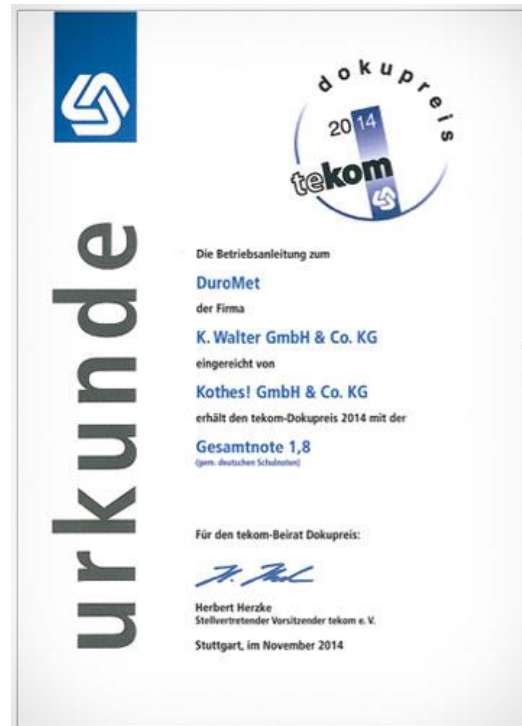 dokupreis
2014
tekom
urkunde
Die Betriebsanleitung zum
DuroMet
der Firma
K. Walter GmbH & Co. KG
eingereicht von
Kothes! GmbH & Co. KG
erhält den tekom-Dokupreis 2014 mit der
Gesamtnote 1,8
(gem. deutschen Schulnoten)
Für den tekom-Beirat Dokupreis:
Herbert Herzke
Stellvertretender Vorsitzender tekom e. V.
Stuttgart, im November 2014